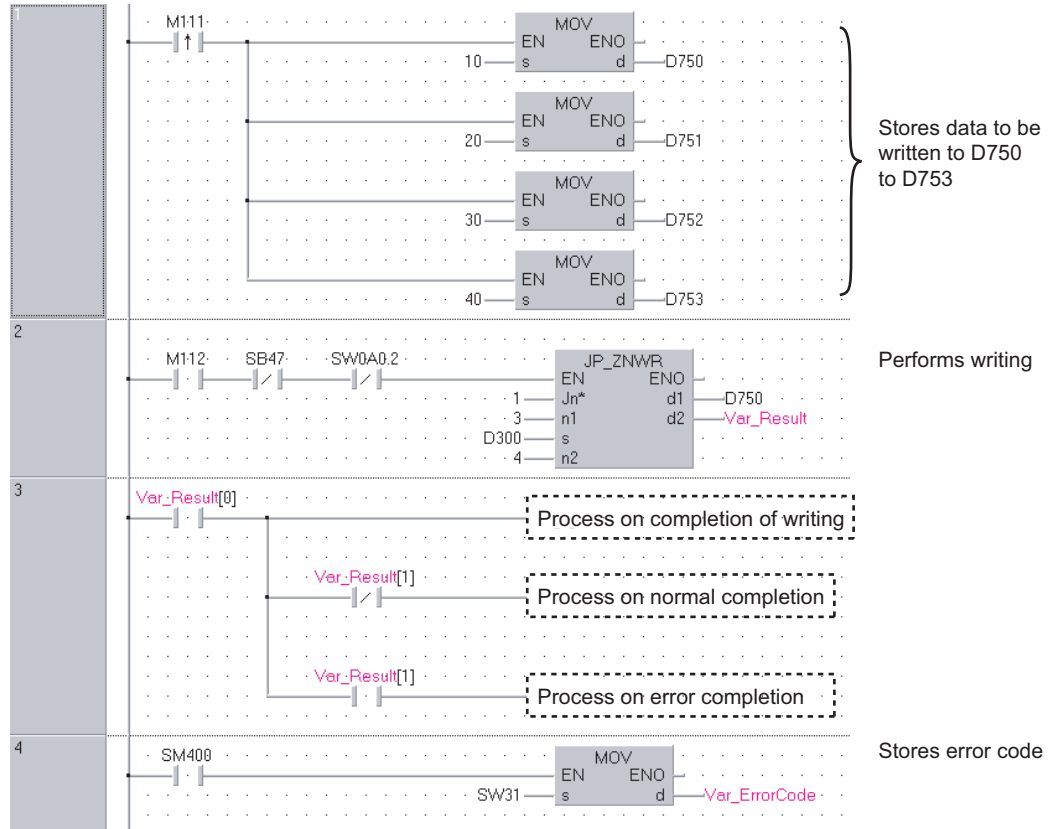 1
M111
↑
MOV
EN ENO
10 s d D750
MOV
EN ENO
20 s d D751
MOV
EN ENO
30 s d D752
MOV
EN ENO
40 s d D753
Stores data to be
written to D750
to D753
2
M112 SB47 SW0A0.2
JP_ZNWR
EN ENO
1 Jn* d1 D750
3 n1 d2 Var_Result
D300 s
4 n2
Performs writing
3
Var_Result[0]
Process on completion of writing
Var_Result[1]
Process on normal completion
Var_Result[1]
Process on error completion
4
SM400
MOV
EN ENO
SW31 s d Var_ErrorCode
Stores error code